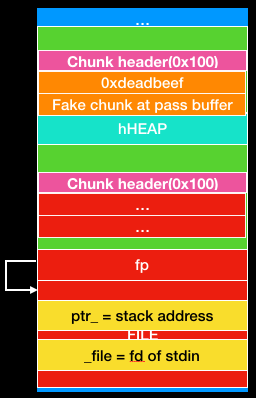 ...
Chunk header(0x100)
0xdeadbeef
Fake chunk at pass buffer
hHEAP
Chunk header(0x100)
...
...
fp
ptr_ = stack address
FILE
_file = fd of stdin